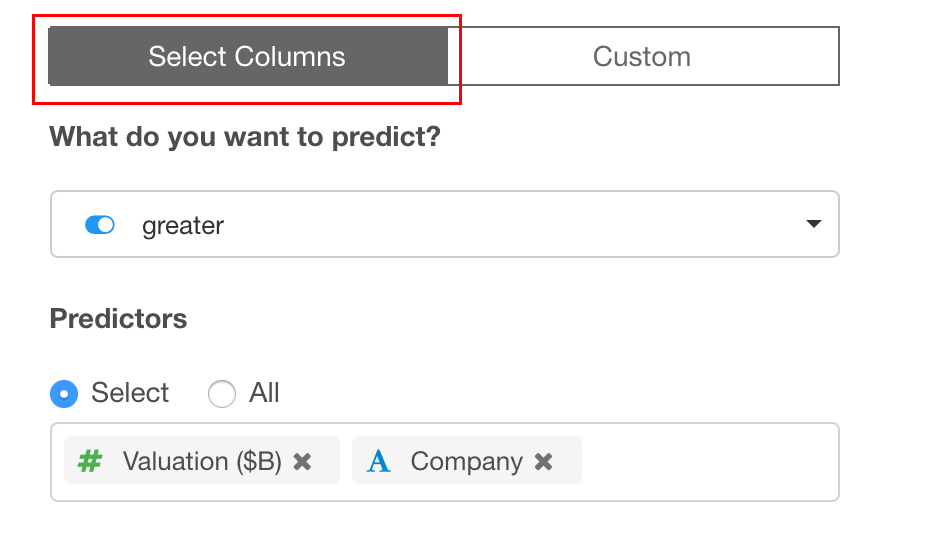 Select Columns Custom
What do you want to predict?
greater
Predictors
Select All
# Valuation ($B) ✖ A Company ✖